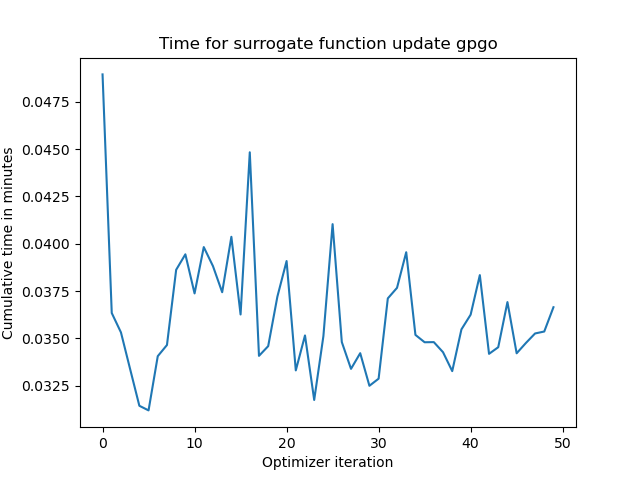 Time for surrogate function update gpgo
Cumulative time in minutes
0.0475
0.0450
0.0425
0.0400
0.0375
0.0350
0.0325
0 10 20 30 40 50
Optimizer iteration